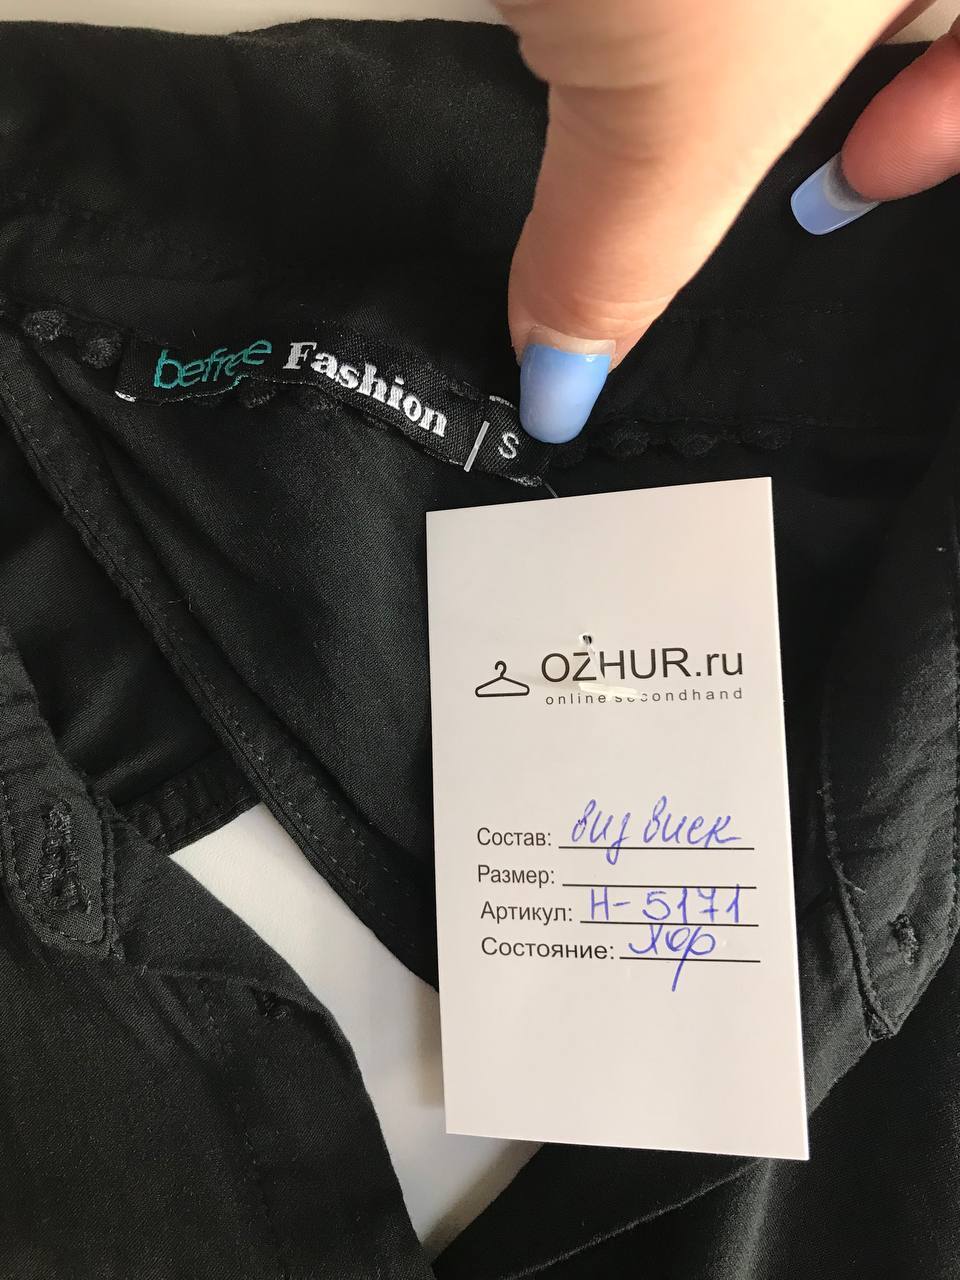 befree Fashion | S
OZHUR.ru
online secondhand
Состав: виз виск
Размер:
Артикул: Н-5171
Состояние: хор